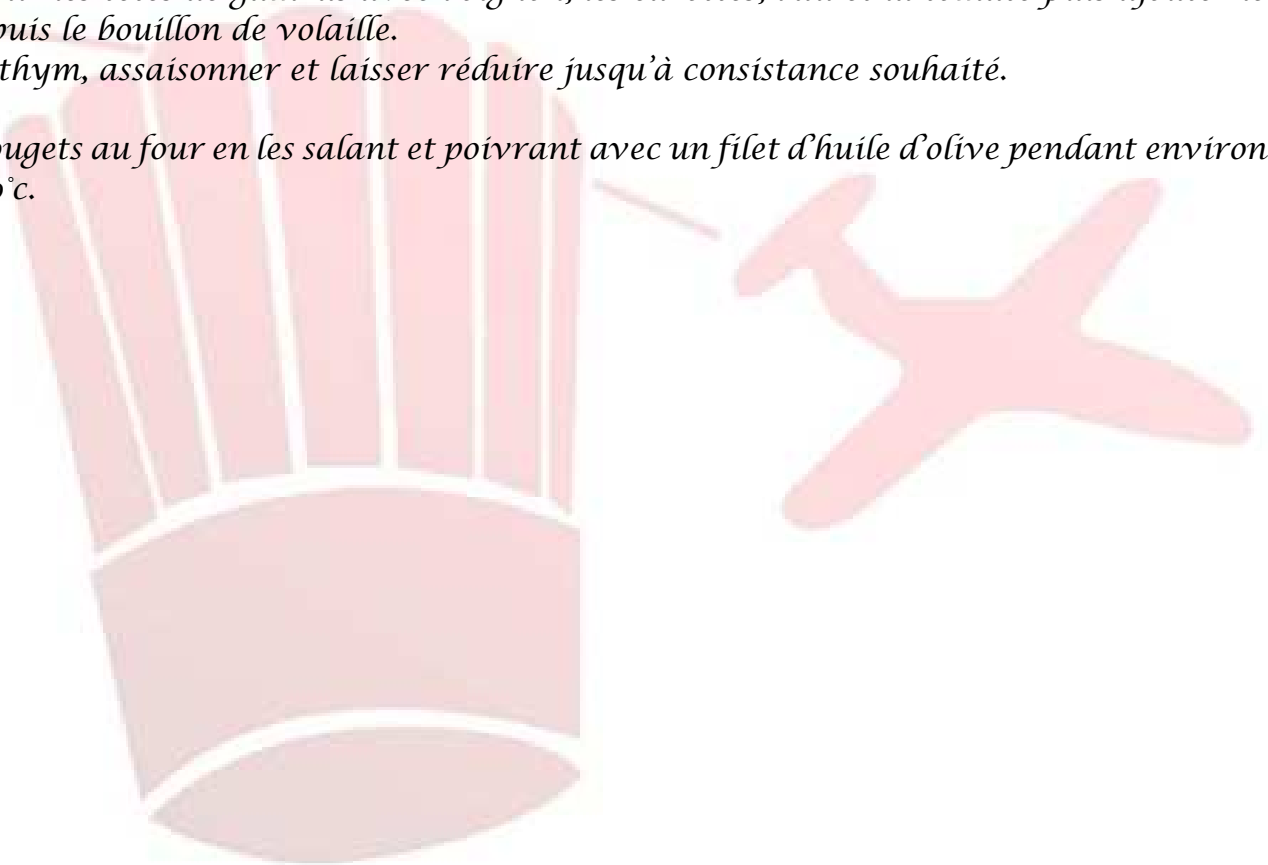 puis le bouillon de volaille.
thym, assaisonner et laisser réduire jusqu'à consistance souhaité.
ugets au four en les salant et poivrant avec un filet d'huile d'olive pendant environ
°c.